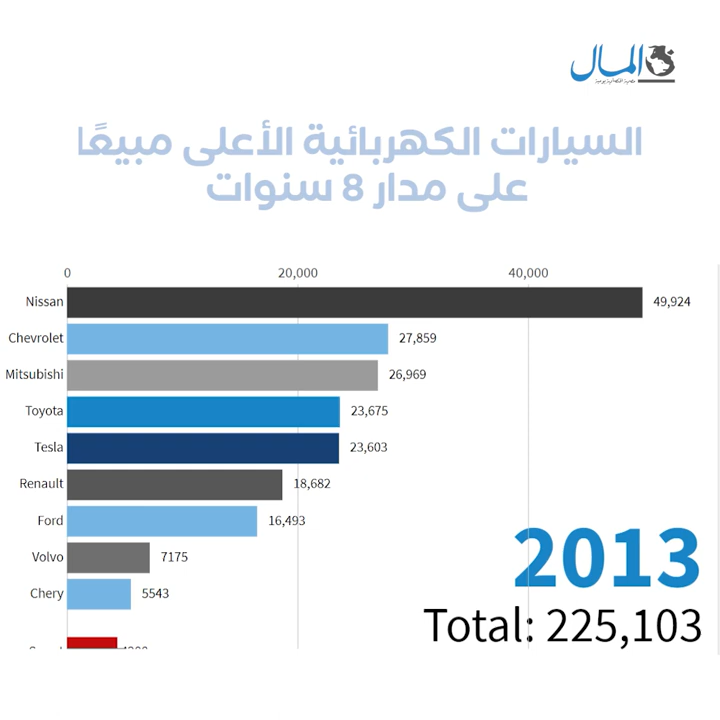 المال
السيارات الكهربائية الأعلى مبيعًا
على مدار 8 سنوات
0 20,000 40,000
Nissan 49,924
Chevrolet 27,859
Mitsubishi 26,969
Toyota 23,675
Tesla 23,603
Renault 18,682
Ford 16,493
Volvo 7175
Chery 5543
2013
Total: 225,103